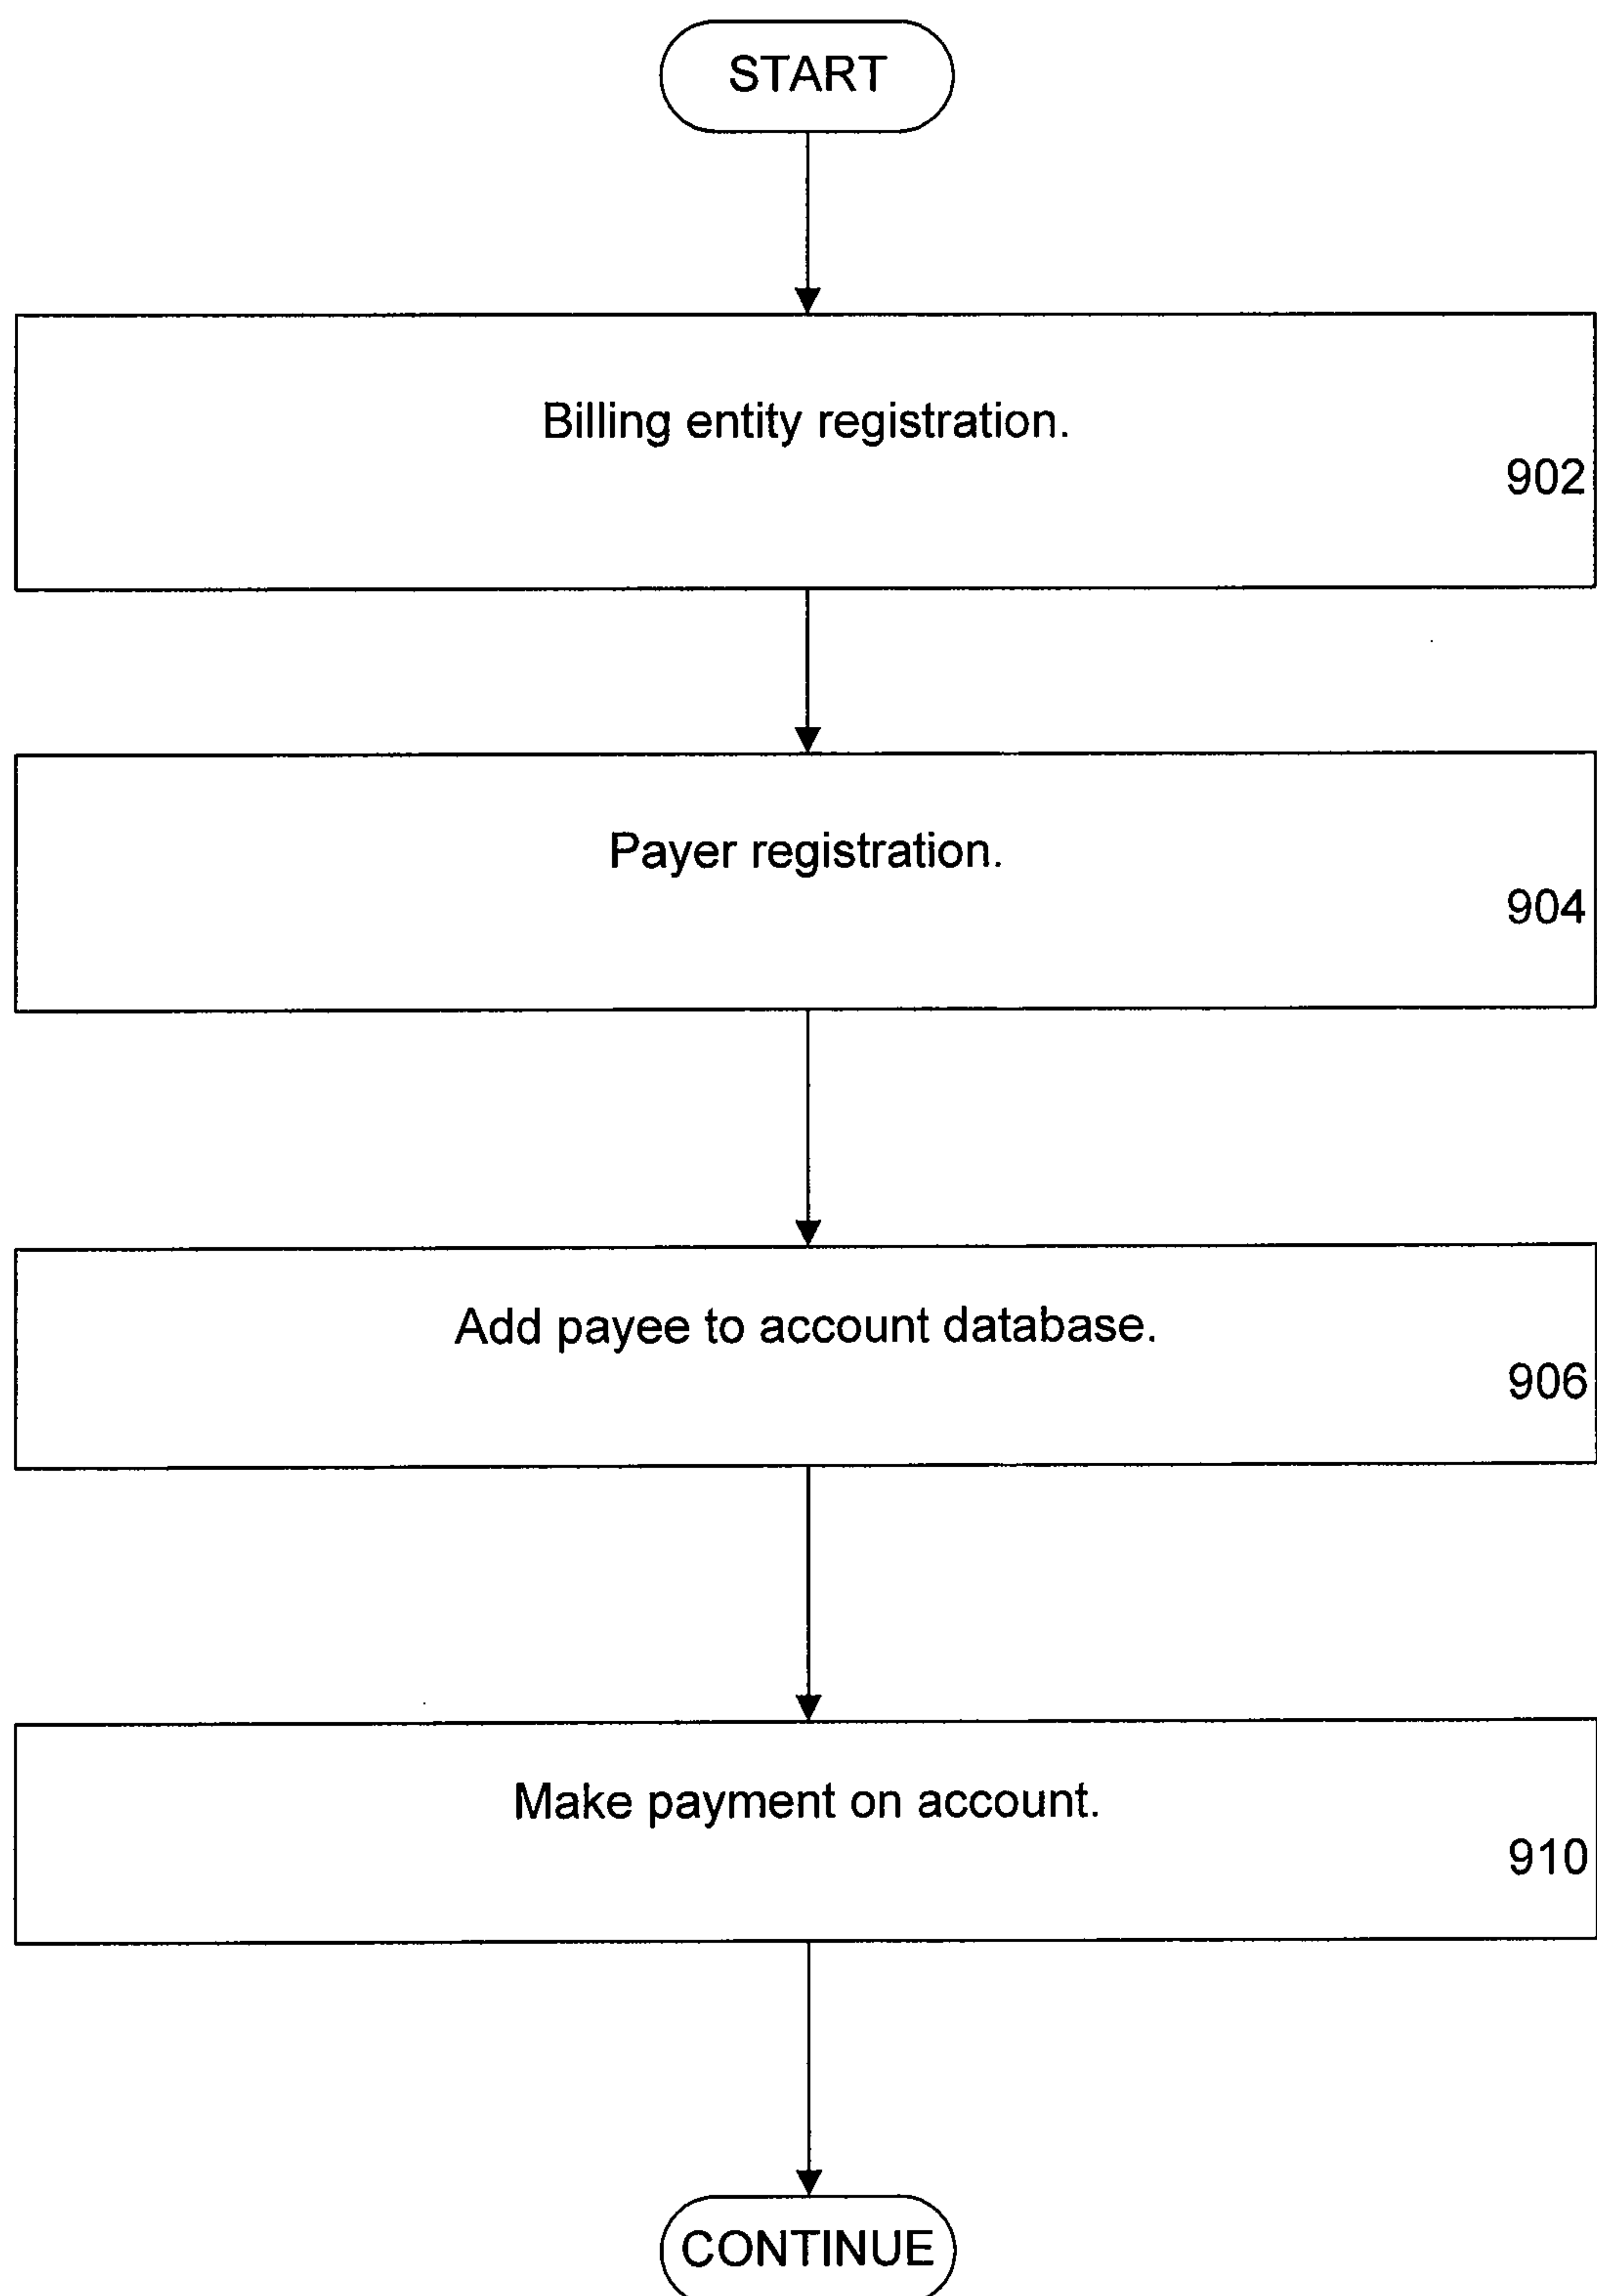 START
Billing entity registration.
902
Payer registration.
904
Add payee to account database.
906
Make payment on account.
910
CONTINUE